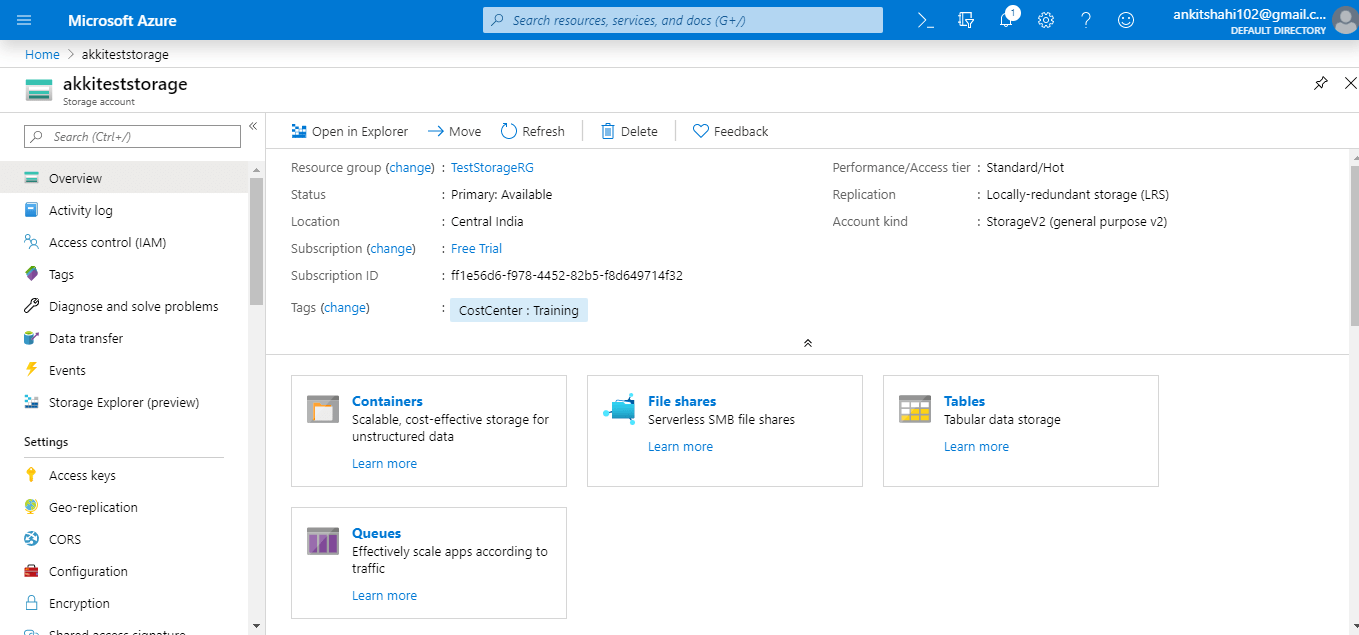 Microsoft Azure
Search resources, services, and docs (G+/)
1
ankitshahi102@gmail.c...
DEFAULT DIRECTORY
Home > akkiteststorage
akkiteststorage
Storage account
Search (Ctrl+/)
«
Overview
Activity log
Access control (IAM)
Tags
Diagnose and solve problems
Data transfer
Events
Storage Explorer (preview)
Settings
Access keys
Geo-replication
CORS
Configuration
Encryption
Shared access signature
Open in Explorer
Move
Refresh
Delete
Feedback
Resource group (change) : TestStorageRG
Status : Primary: Available
Location : Central India
Subscription (change) : Free Trial
Subscription ID : ff1e56d6-f978-4452-82b5-f8d649714f32
Tags (change) : CostCenter : Training
Performance/Access tier : Standard/Hot
Replication : Locally-redundant storage (LRS)
Account kind : StorageV2 (general purpose v2)
Containers
Scalable, cost-effective storage for
unstructured data
Learn more
File shares
Serverless SMB file shares
Learn more
Tables
Tabular data storage
Learn more
Queues
Effectively scale apps according to
traffic
Learn more